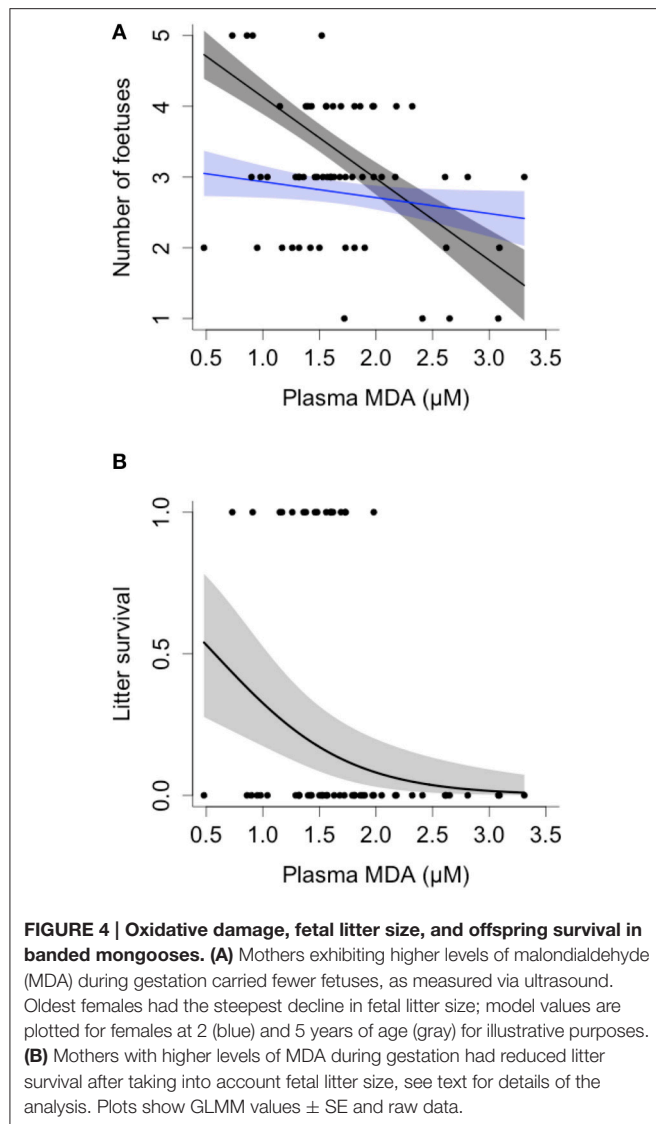 A
5
4
3
2
1
Number of foetuses
0.5 1.0 1.5 2.0 2.5 3.0 3.5
Plasma MDA (µM)
B
1.0
0.5
0.0
Litter survival
0.5 1.0 1.5 2.0 2.5 3.0 3.5
Plasma MDA (µM)
FIGURE 4 | Oxidative damage, fetal litter size, and offspring survival in
banded mongooses. (A) Mothers exhibiting higher levels of malondialdehyde
(MDA) during gestation carried fewer fetuses, as measured via ultrasound.
Oldest females had the steepest decline in fetal litter size; model values are
plotted for females at 2 (blue) and 5 years of age (gray) for illustrative purposes.
(B) Mothers with higher levels of MDA during gestation had reduced litter
survival after taking into account fetal litter size, see text for details of the
analysis. Plots show GLMM values ± SE and raw data.